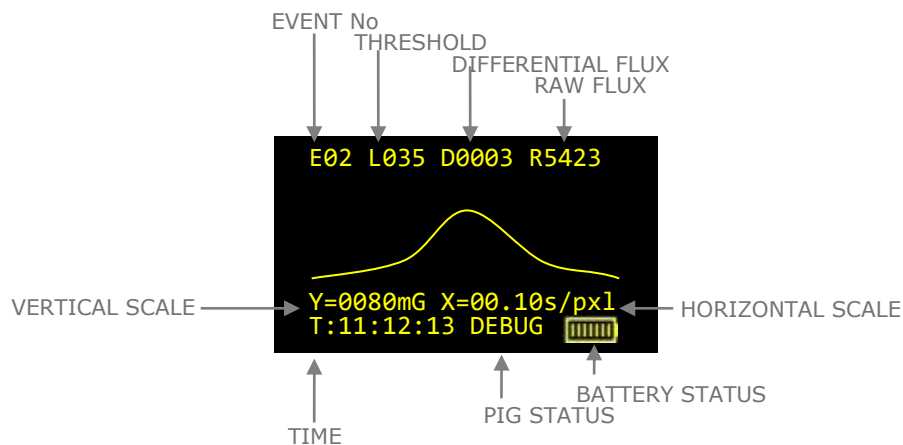 EVENT No
THRESHOLD
DIFFERENTIAL FLUX
RAW FLUX
E02 L035 D0003 R5423
VERTICAL SCALE
Y=0080mG X=00.10s/pxl
HORIZONTAL SCALE
T:11:12:13 DEBUG
BATTERY STATUS
PIG STATUS
TIME